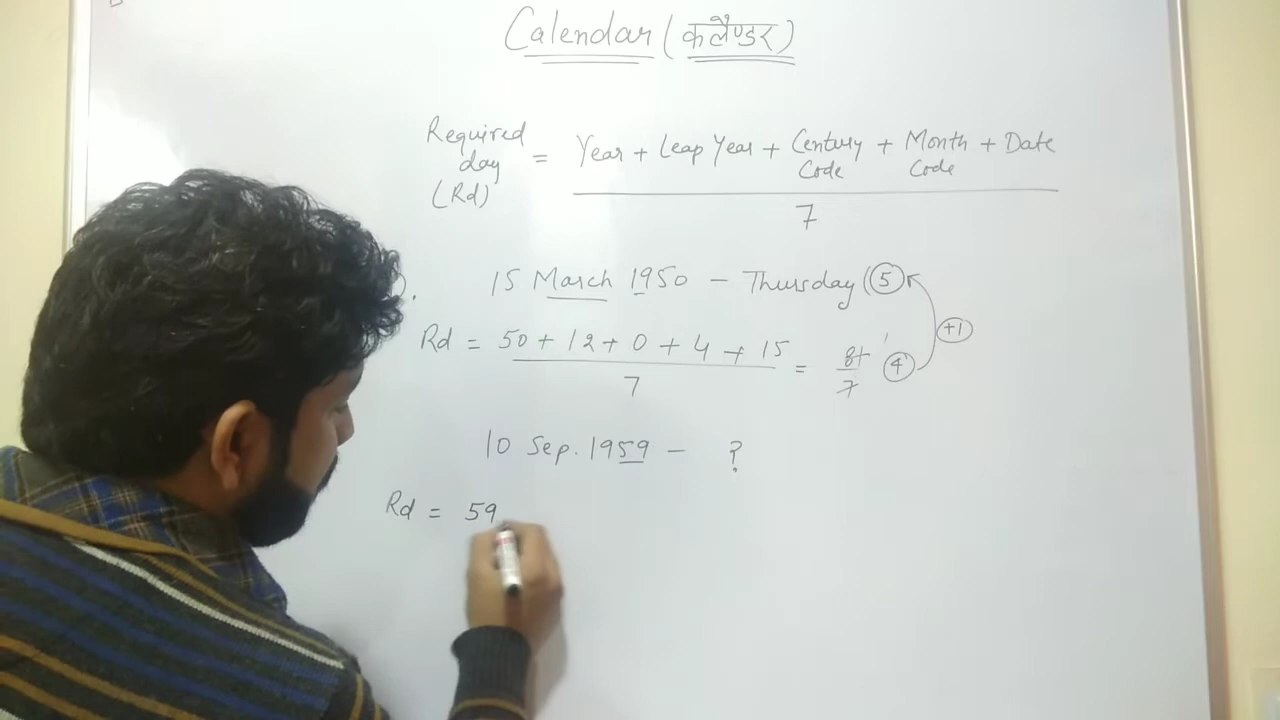 Calendar (कलैण्डर)
Required day (Rd) = Year + Leap Year + Century Code + Month Code + Date
7
15 March 1950 - Thursday (5)
+1
Rd = 50 + 12 + 0 + 4 + 15 = 81 4
7 7
10 Sep. 1959 - ?
Rd = 59